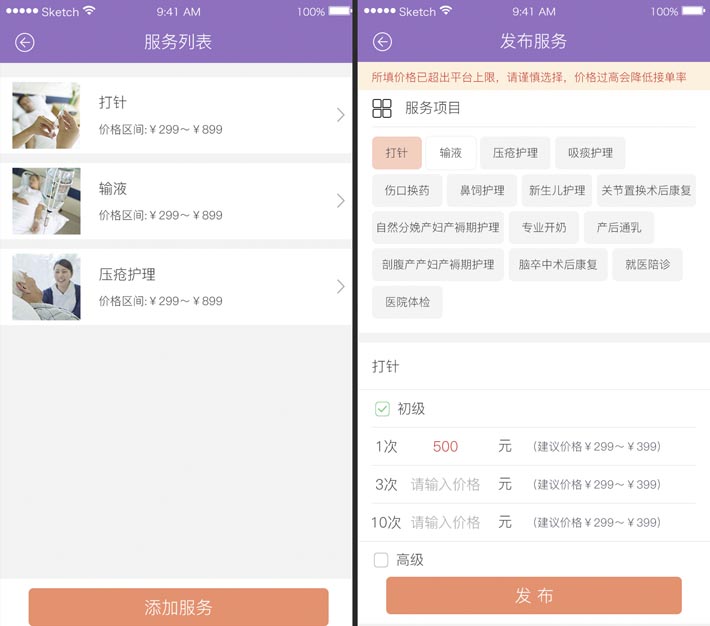 Sketch 9:41 AM 100%
服务列表
打针
价格区间:￥299～￥899
输液
价格区间:￥299～￥899
压疮护理
价格区间:￥299～￥899
添加服务
Sketch 9:41 AM 100%
发布服务
所填价格已超出平台上限，请谨慎选择，价格过高会降低接单率
服务项目
打针 输液 压疮护理 吸痰护理
伤口换药 鼻饲护理 新生儿护理 关节置换术后康复
自然分娩产妇产褥期护理 专业开奶 产后通乳
剖腹产产妇产褥期护理 脑卒中术后康复 就医陪诊
医院体检
打针
初级
1次 500 元 (建议价格￥299～￥399)
3次 请输入价格 元 (建议价格￥299～￥399)
10次 请输入价格 元 (建议价格￥299～￥399)
高级
发 布